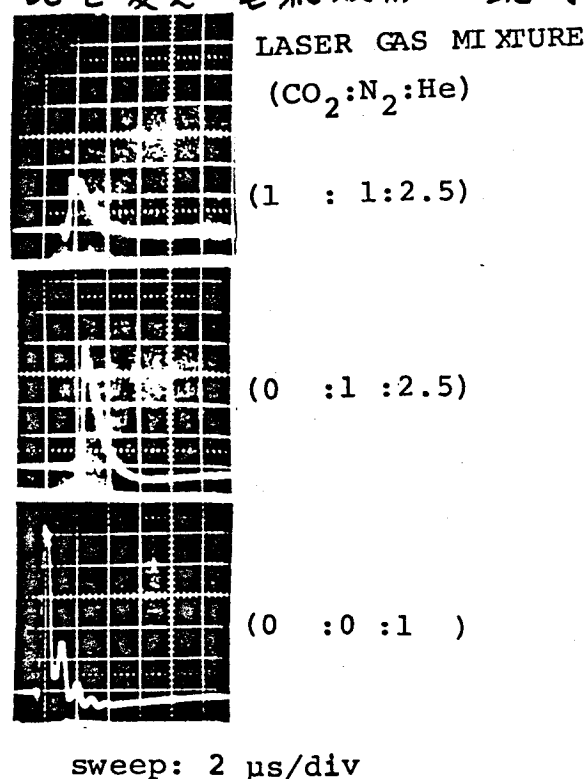 LASER GAS MIXTURE
(CO₂:N₂:He)
(1 : 1:2.5)
(0 :1 :2.5)
(0 :0 :1 )
sweep: 2 µs/div